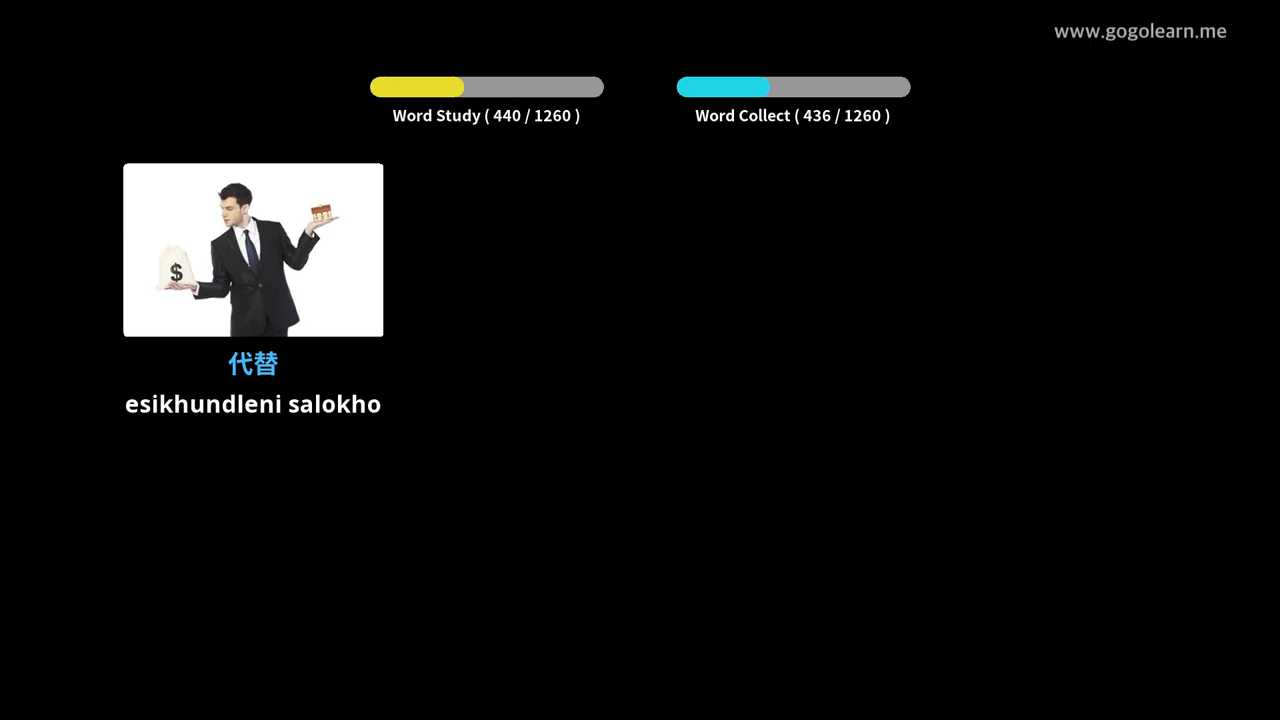 www.gogolearn.me
Word Study ( 440 / 1260 )
Word Collect ( 436 / 1260 )
$
代替
esikhundleni salokho